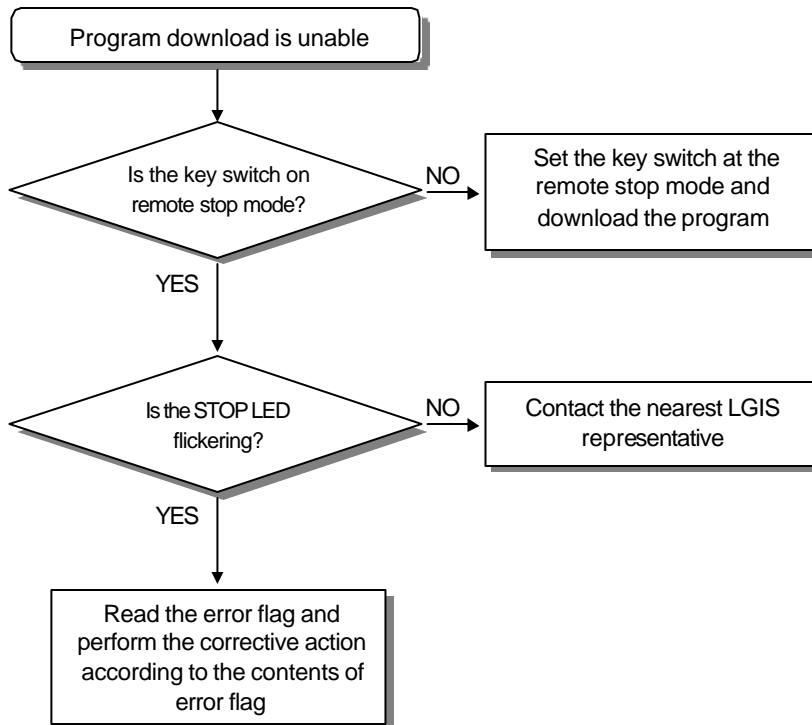 Program download is unable
Is the key switch on
remote stop mode?
NO
Set the key switch at the
remote stop mode and
download the program
YES
Is the STOP LED
flickering?
NO
Contact the nearest LGIS
representative
YES
Read the error flag and
perform the corrective action
according to the contents of
error flag